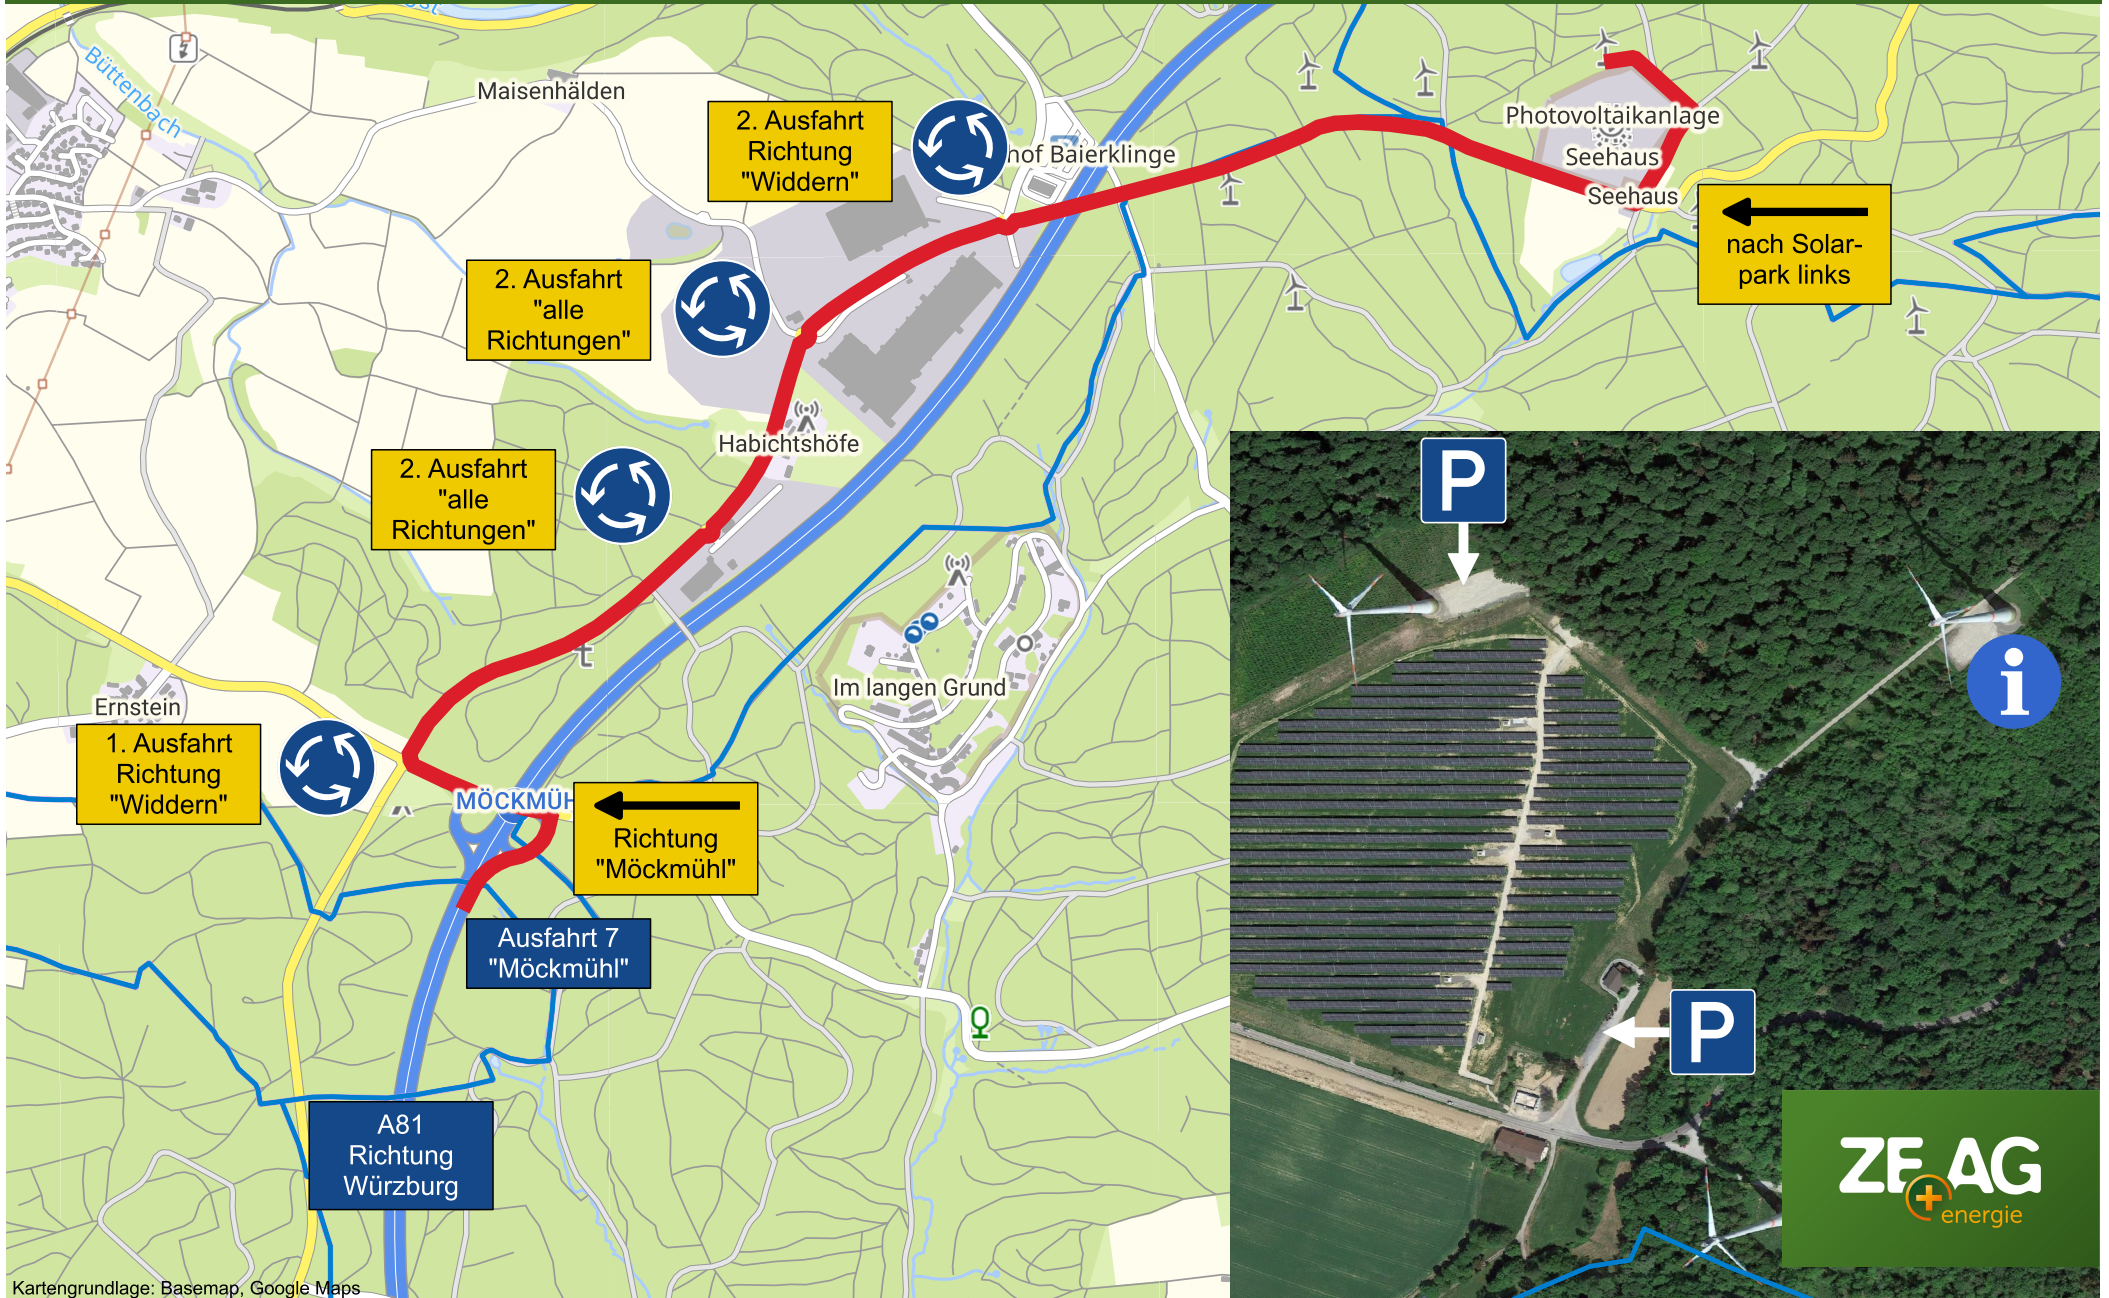 Büttenbach
Maisenhälden
2. Ausfahrt
Richtung
"Widdern"
hof Baierklinge
Photovoltaikanlage
Seehaus
Seehaus
nach Solar-
park links
2. Ausfahrt
"alle
Richtungen"
Habichtshöfe
2. Ausfahrt
"alle
Richtungen"
Im langen Grund
Ernstein
1. Ausfahrt
Richtung
"Widdern"
MÖCKMÜH
Richtung
"Möckmühl"
Ausfahrt 7
"Möckmühl"
A81
Richtung
Würzburg
P
i
P
ZEAG
energie
Kartengrundlage: Basemap, Google Maps